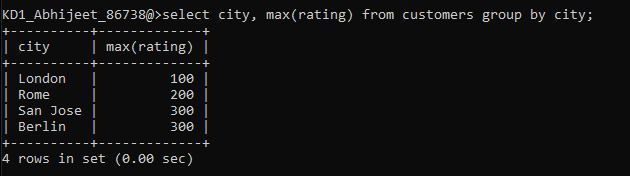 KD1_Abhijeet_86738@>select city, max(rating) from customers group by city;
+----------+-------------+
| city     | max(rating) |
+----------+-------------+
| London   |         100 |
| Rome     |         200 |
| San Jose |         300 |
| Berlin   |         300 |
+----------+-------------+
4 rows in set (0.00 sec)